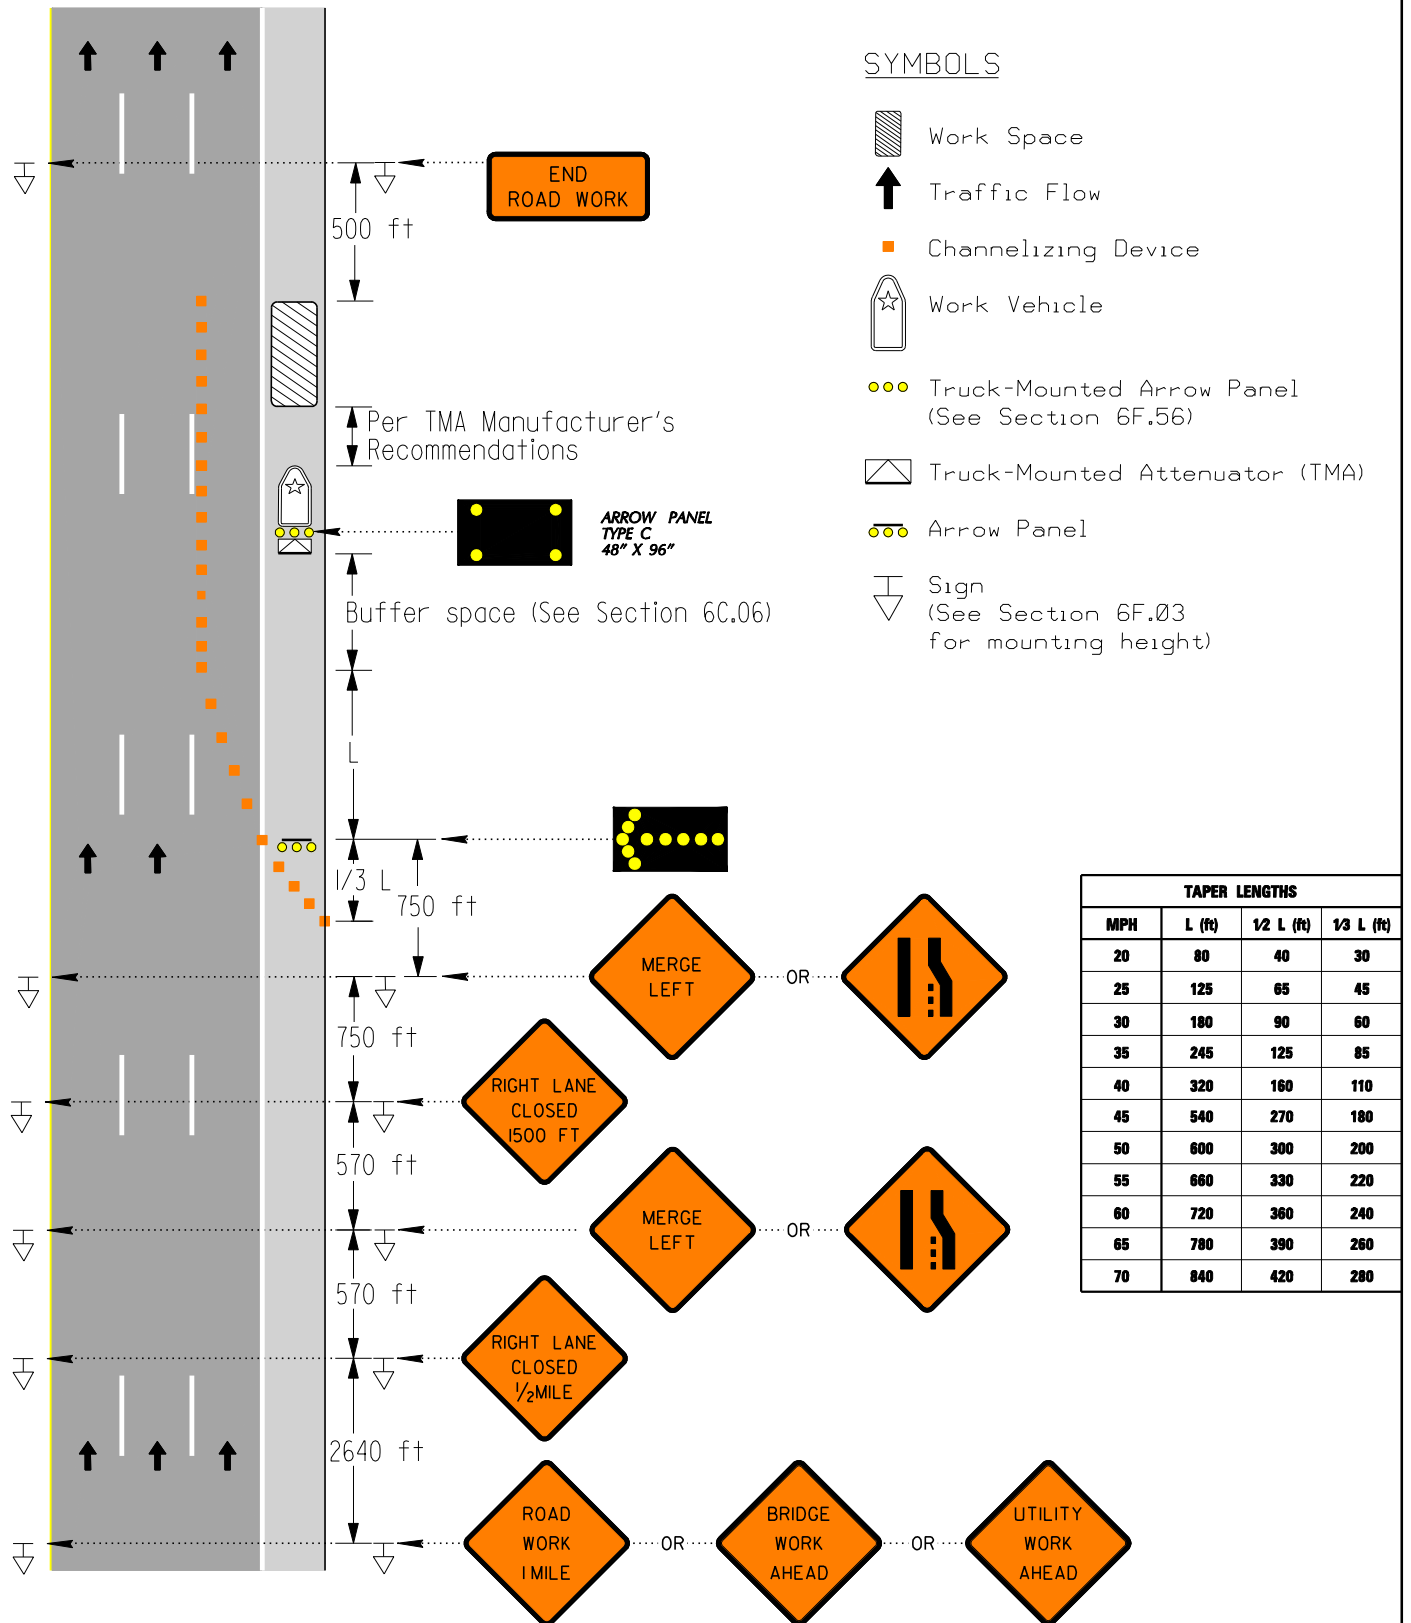 SYMBOLS
Work Space
Traffic Flow
Channelizing Device
Work Vehicle
Truck-Mounted Arrow Panel
(See Section 6F.56)
Truck-Mounted Attenuator (TMA)
Arrow Panel
Sign
(See Section 6F.Ø3
for mounting height)
END
ROAD WORK
500 ft
Per TMA Manufacturer's
Recommendations
ARROW PANEL
TYPE C
48" X 96"
Buffer space (See Section 6C.06)
L
1/3 L
750 ft
MERGE
LEFT
OR
750 ft
RIGHT LANE
CLOSED
1500 FT
570 ft
MERGE
LEFT
OR
570 ft
RIGHT LANE
CLOSED
1/2 MILE
2640 ft
ROAD
WORK
1 MILE
OR
BRIDGE
WORK
AHEAD
OR
UTILITY
WORK
AHEAD
TAPER LENGTHS
MPH L (ft) 1/2 L (ft) 1/3 L (ft)
20 80 40 30
25 125 65 45
30 180 90 60
35 245 125 85
40 320 160 110
45 540 270 180
50 600 300 200
55 660 330 220
60 720 360 240
65 780 390 260
70 840 420 280